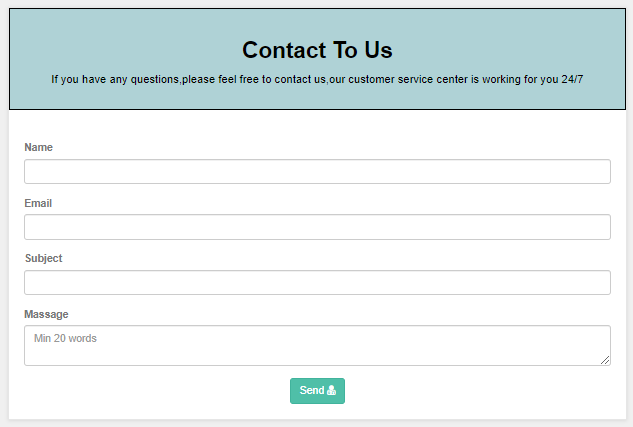 Contact To Us
If you have any questions,please feel free to contact us,our customer service center is working for you 24/7
Name
Email
Subject
Massage
Min 20 words
Send